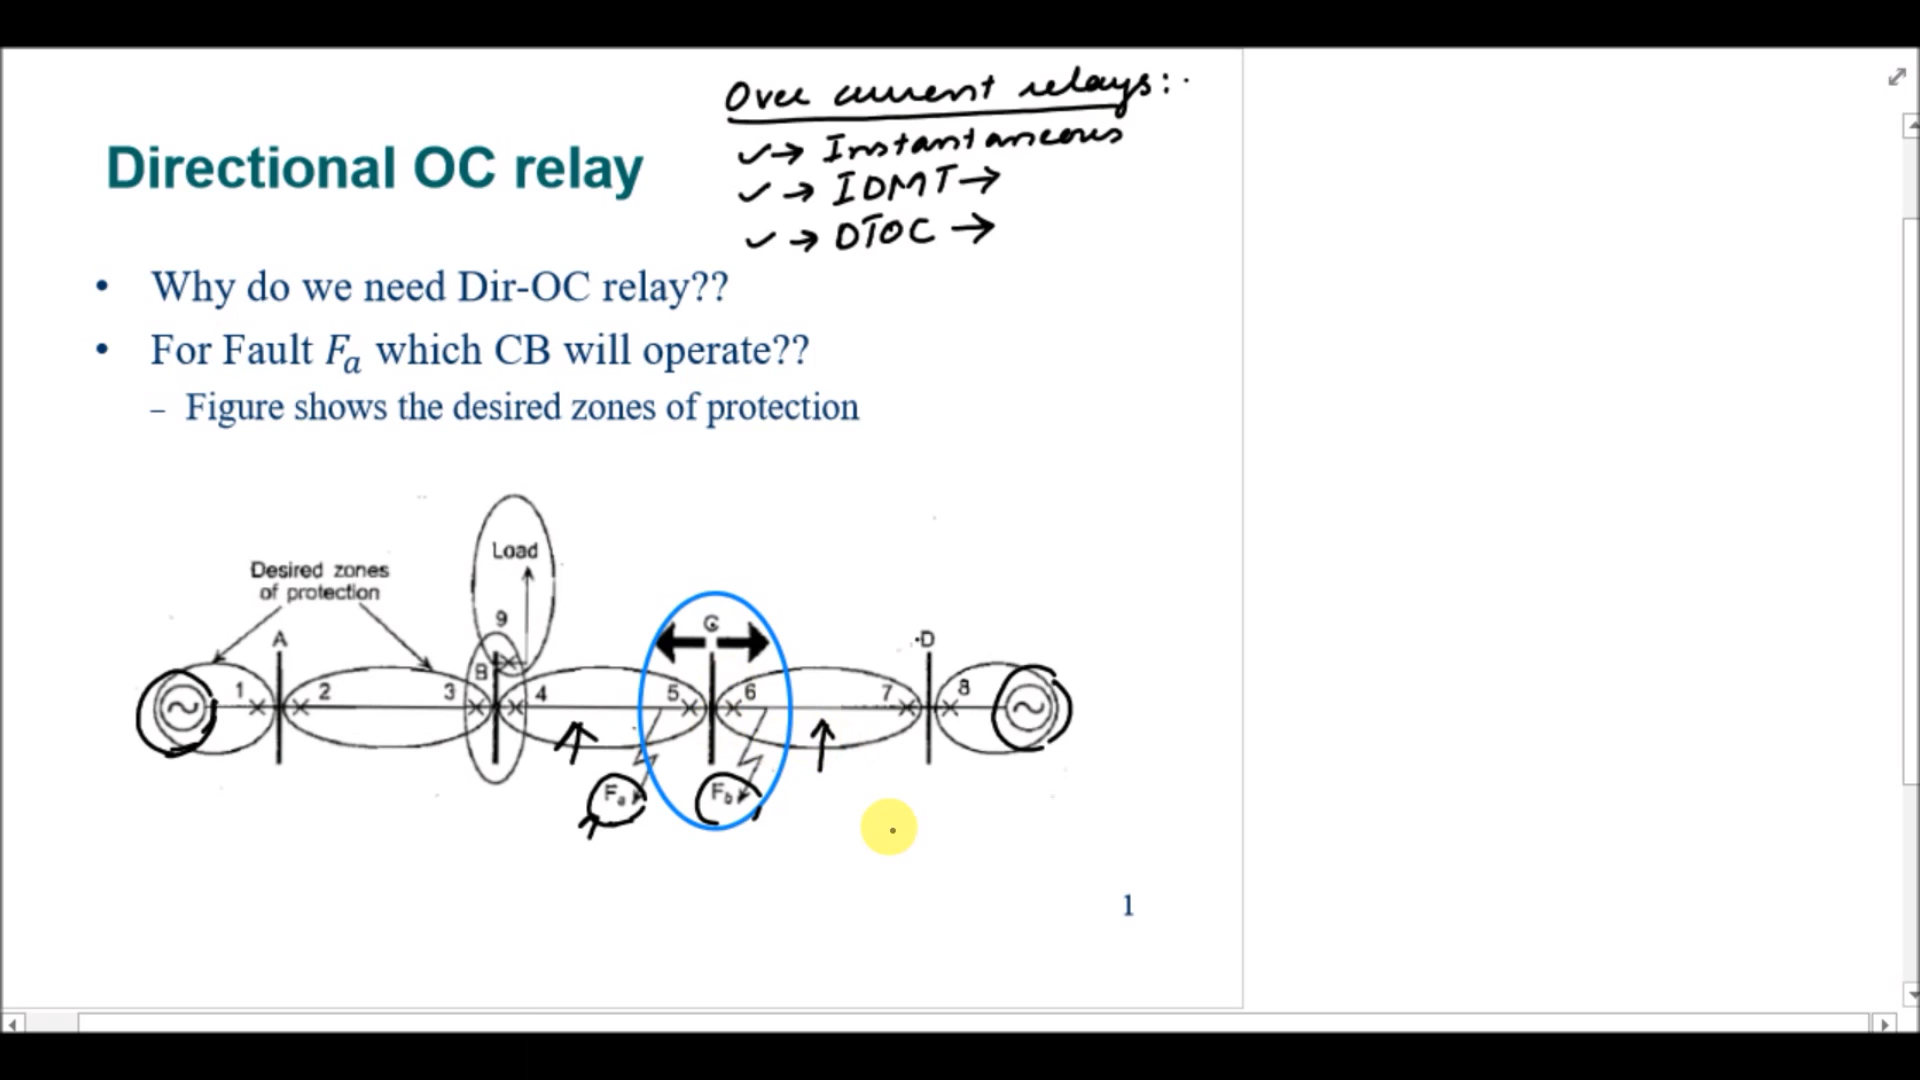 Over current relays:
Directional OC relay
→ Instantaneous
→ IDMT →
→ DTOC →
• Why do we need Dir-OC relay??
• For Fault Fa which CB will operate??
– Figure shows the desired zones of protection
Load
Desired zones
of protection
9
A
B
C
D
1
2
3
4
5
6
7
8
Fa
Fb
1